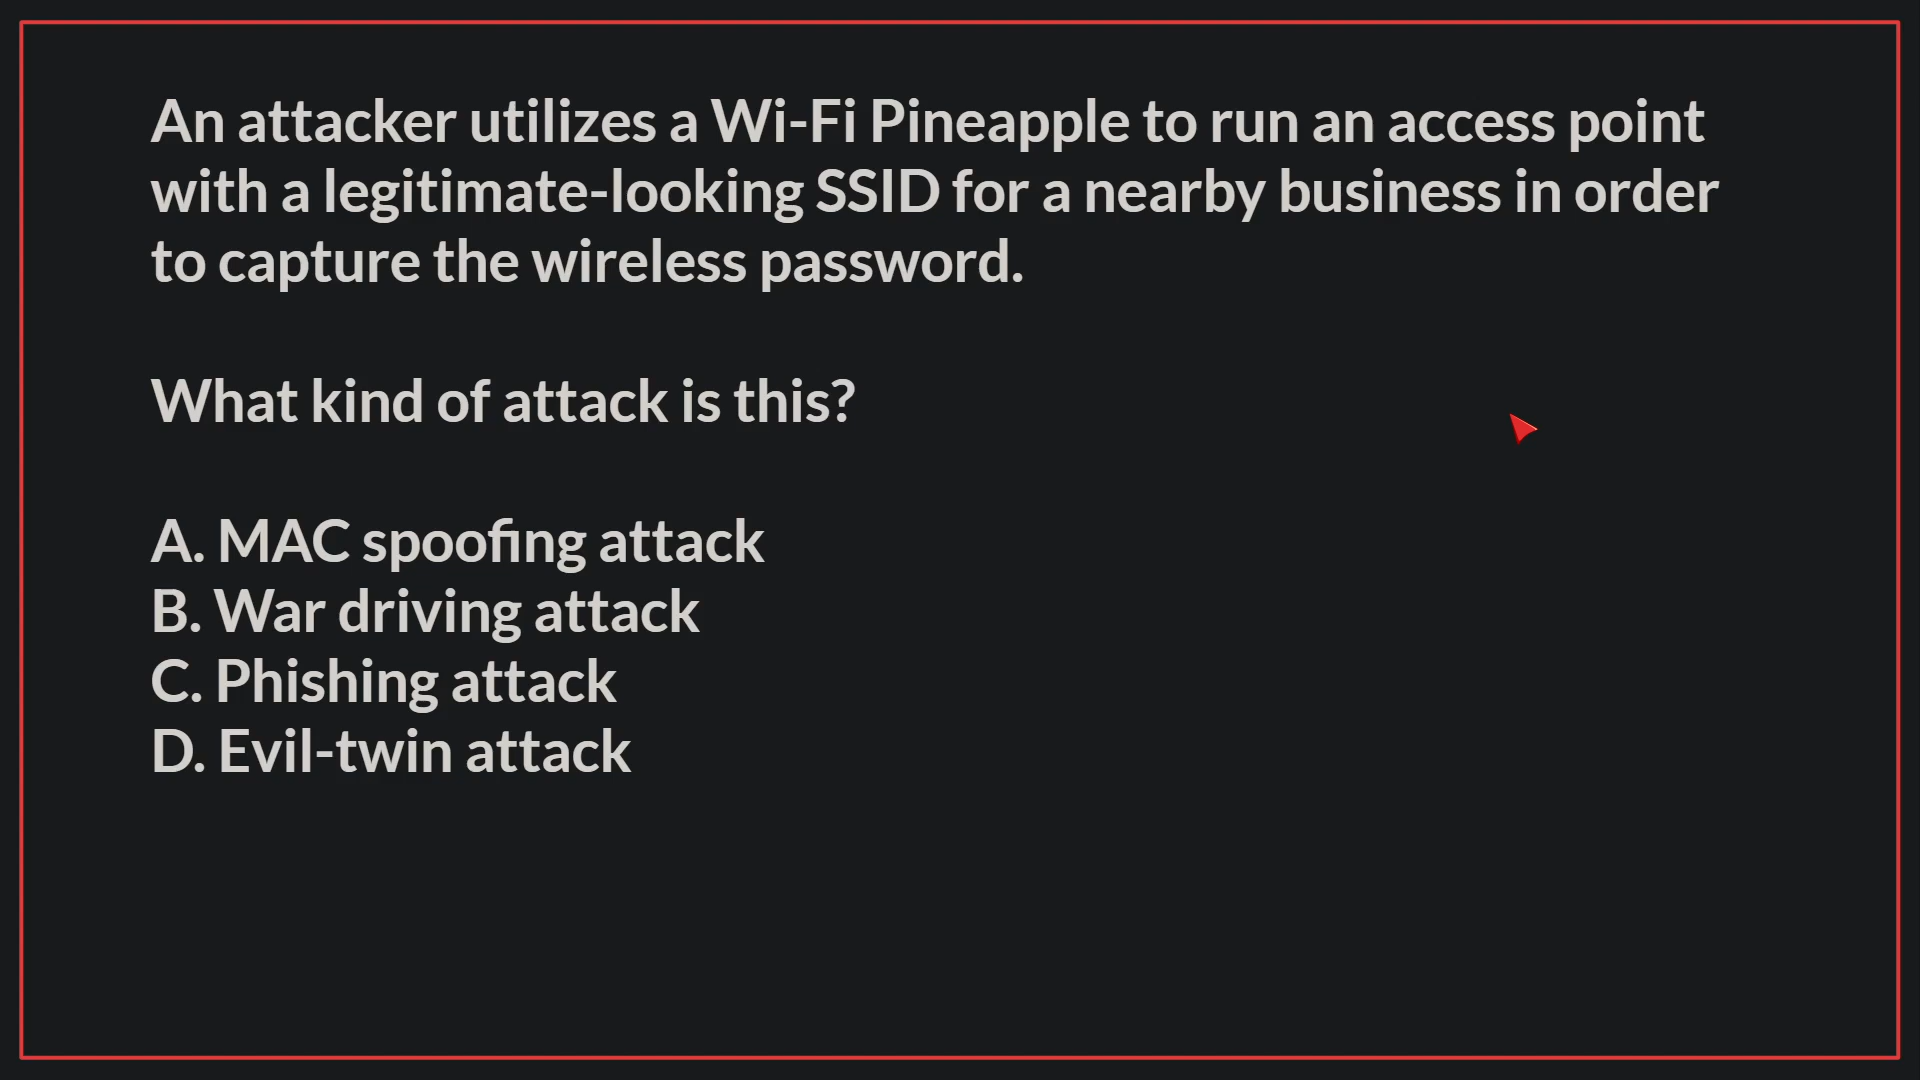 An attacker utilizes a Wi-Fi Pineapple to run an access point
with a legitimate-looking SSID for a nearby business in order
to capture the wireless password.
What kind of attack is this?
A. MAC spoofing attack
B. War driving attack
C. Phishing attack
D. Evil-twin attack